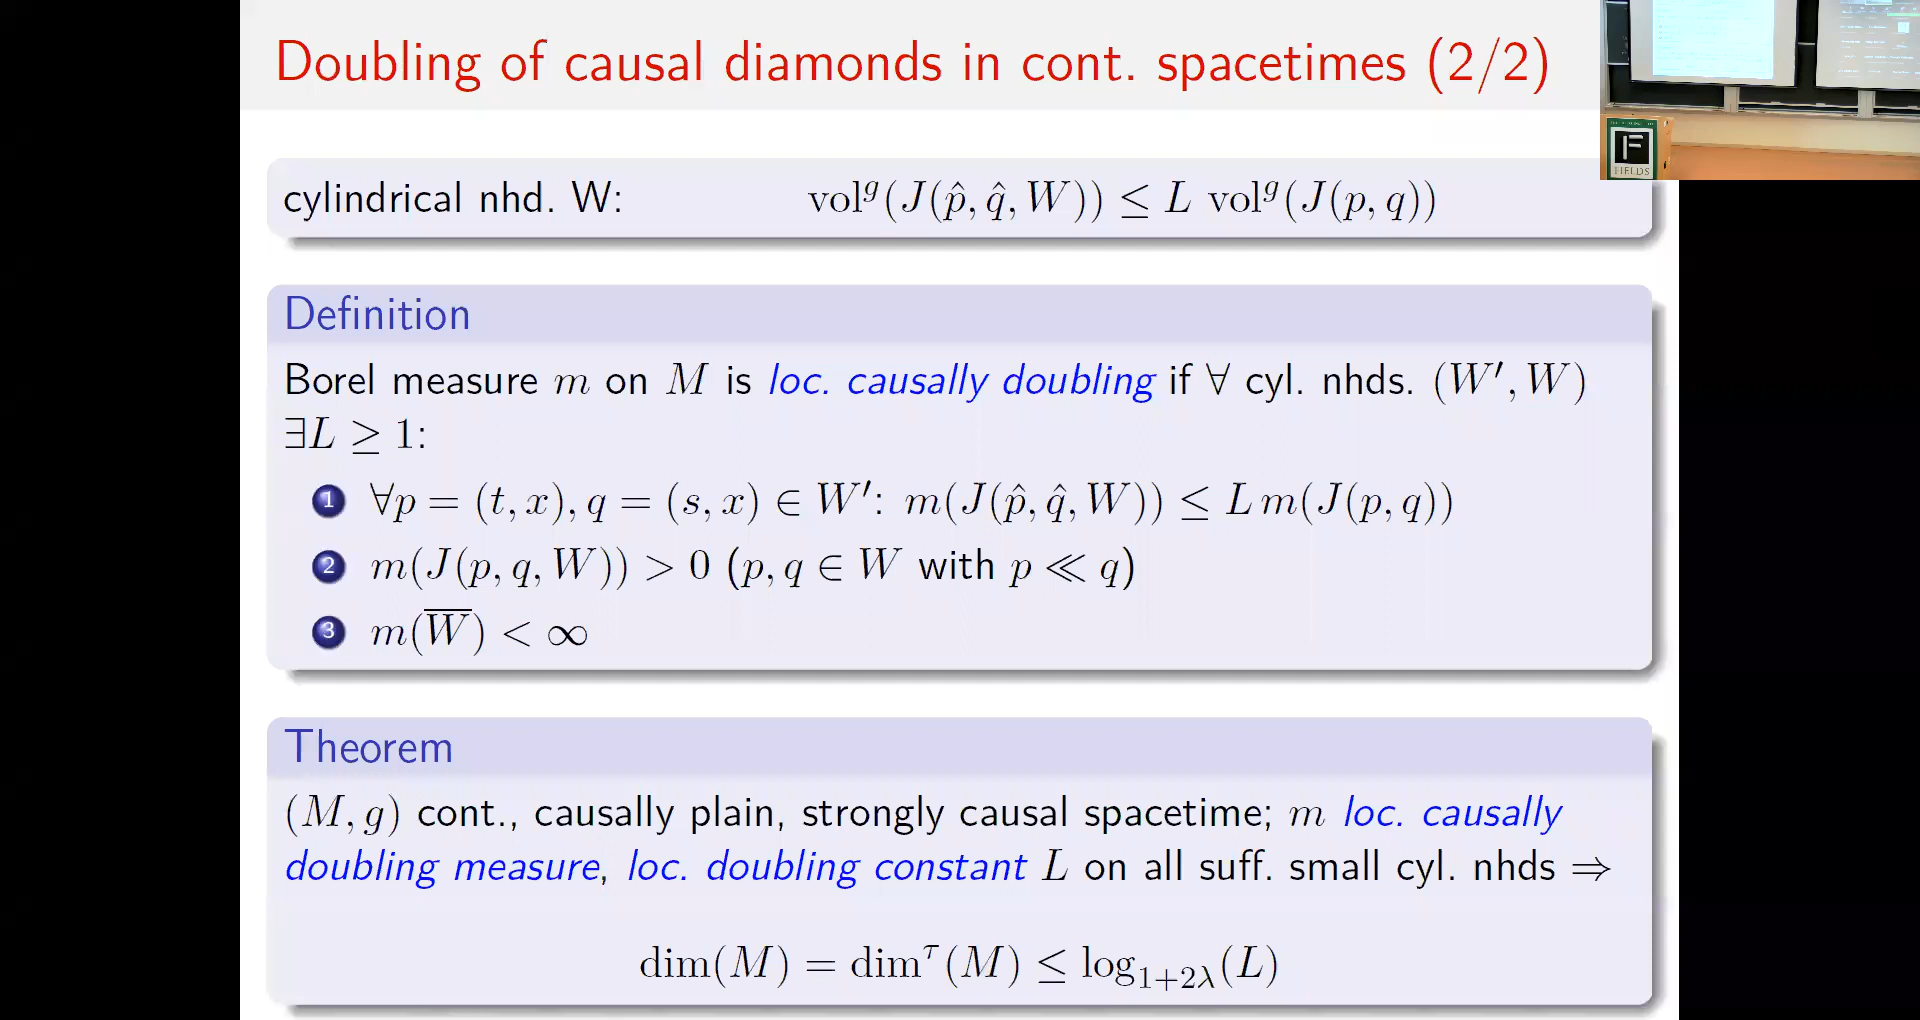 Doubling of causal diamonds in cont. spacetimes (2/2)
cylindrical nhd. W: vol^g(J(p̂, q̂, W)) ≤ L vol^g(J(p, q))
Definition
Borel measure m on M is loc. causally doubling if ∀ cyl. nhds. (W′, W)
∃L ≥ 1:
1 ∀p = (t, x), q = (s, x) ∈ W′: m(J(p̂, q̂, W)) ≤ L m(J(p, q))
2 m(J(p, q, W)) > 0 (p, q ∈ W with p ≪ q)
3 m(W̅) < ∞
Theorem
(M, g) cont., causally plain, strongly causal spacetime; m loc. causally
doubling measure, loc. doubling constant L on all suff. small cyl. nhds ⇒
dim(M) = dim^τ(M) ≤ log_{1+2λ}(L)
F
FIELDS